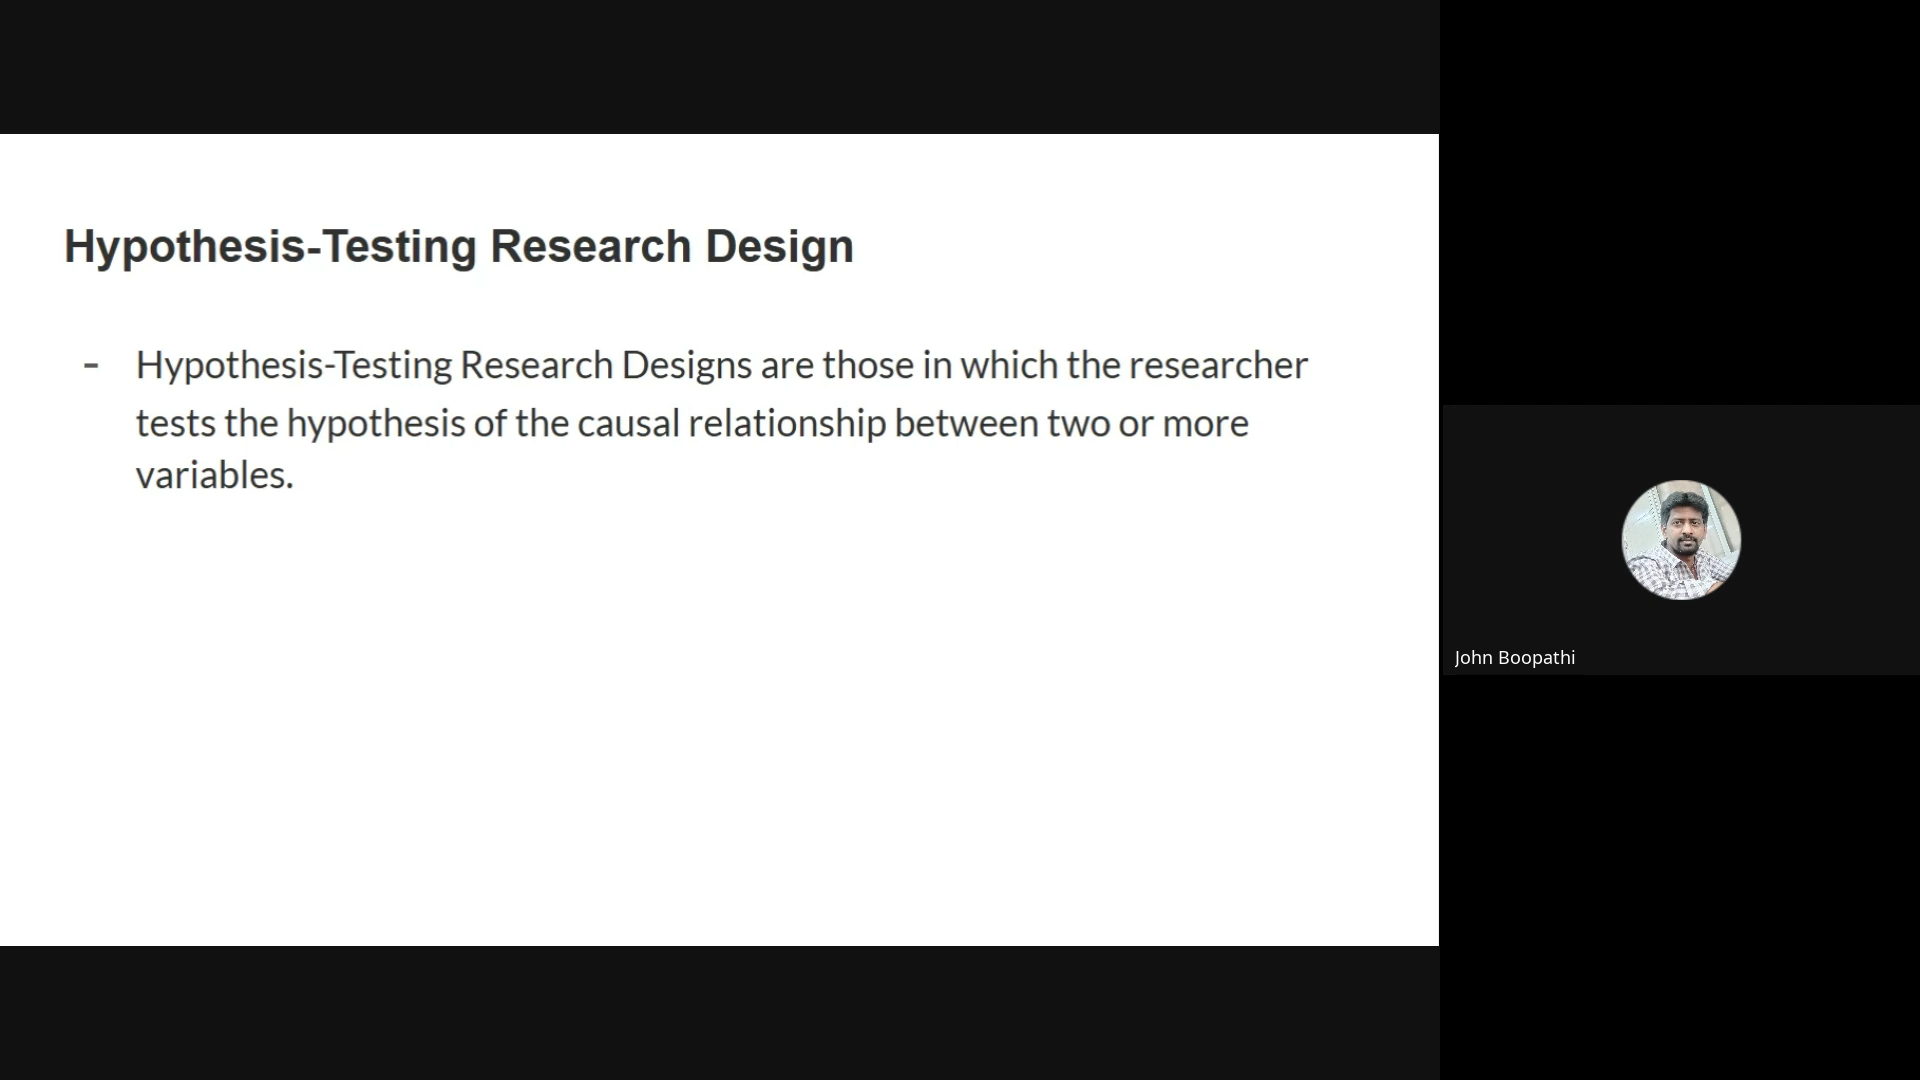 Hypothesis-Testing Research Design
- Hypothesis-Testing Research Designs are those in which the researcher
tests the hypothesis of the causal relationship between two or more
variables.
John Boopathi